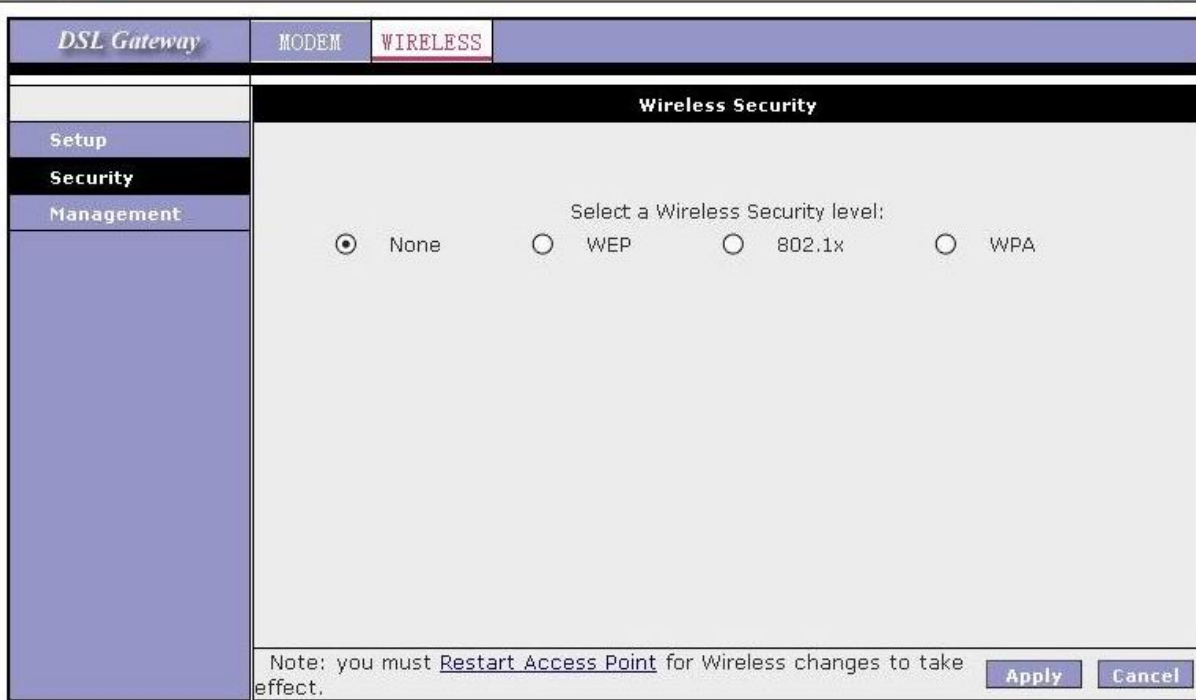 DSL Gateway
MODEM
WIRELESS
Wireless Security
Setup
Security
Management
Select a Wireless Security level:
None WEP 802.1x WPA
Note: you must Restart Access Point for Wireless changes to take
effect.
Apply Cancel